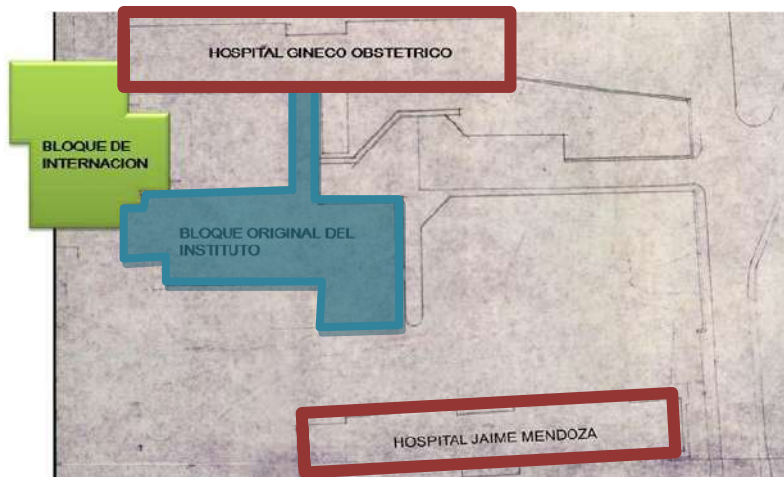 HOSPITAL GINECO OBSTETRICO
BLOQUE DE
INTERNACION
BLOQUE ORIGINAL DEL
INSTITUTO
HOSPITAL JAIME MENDOZA